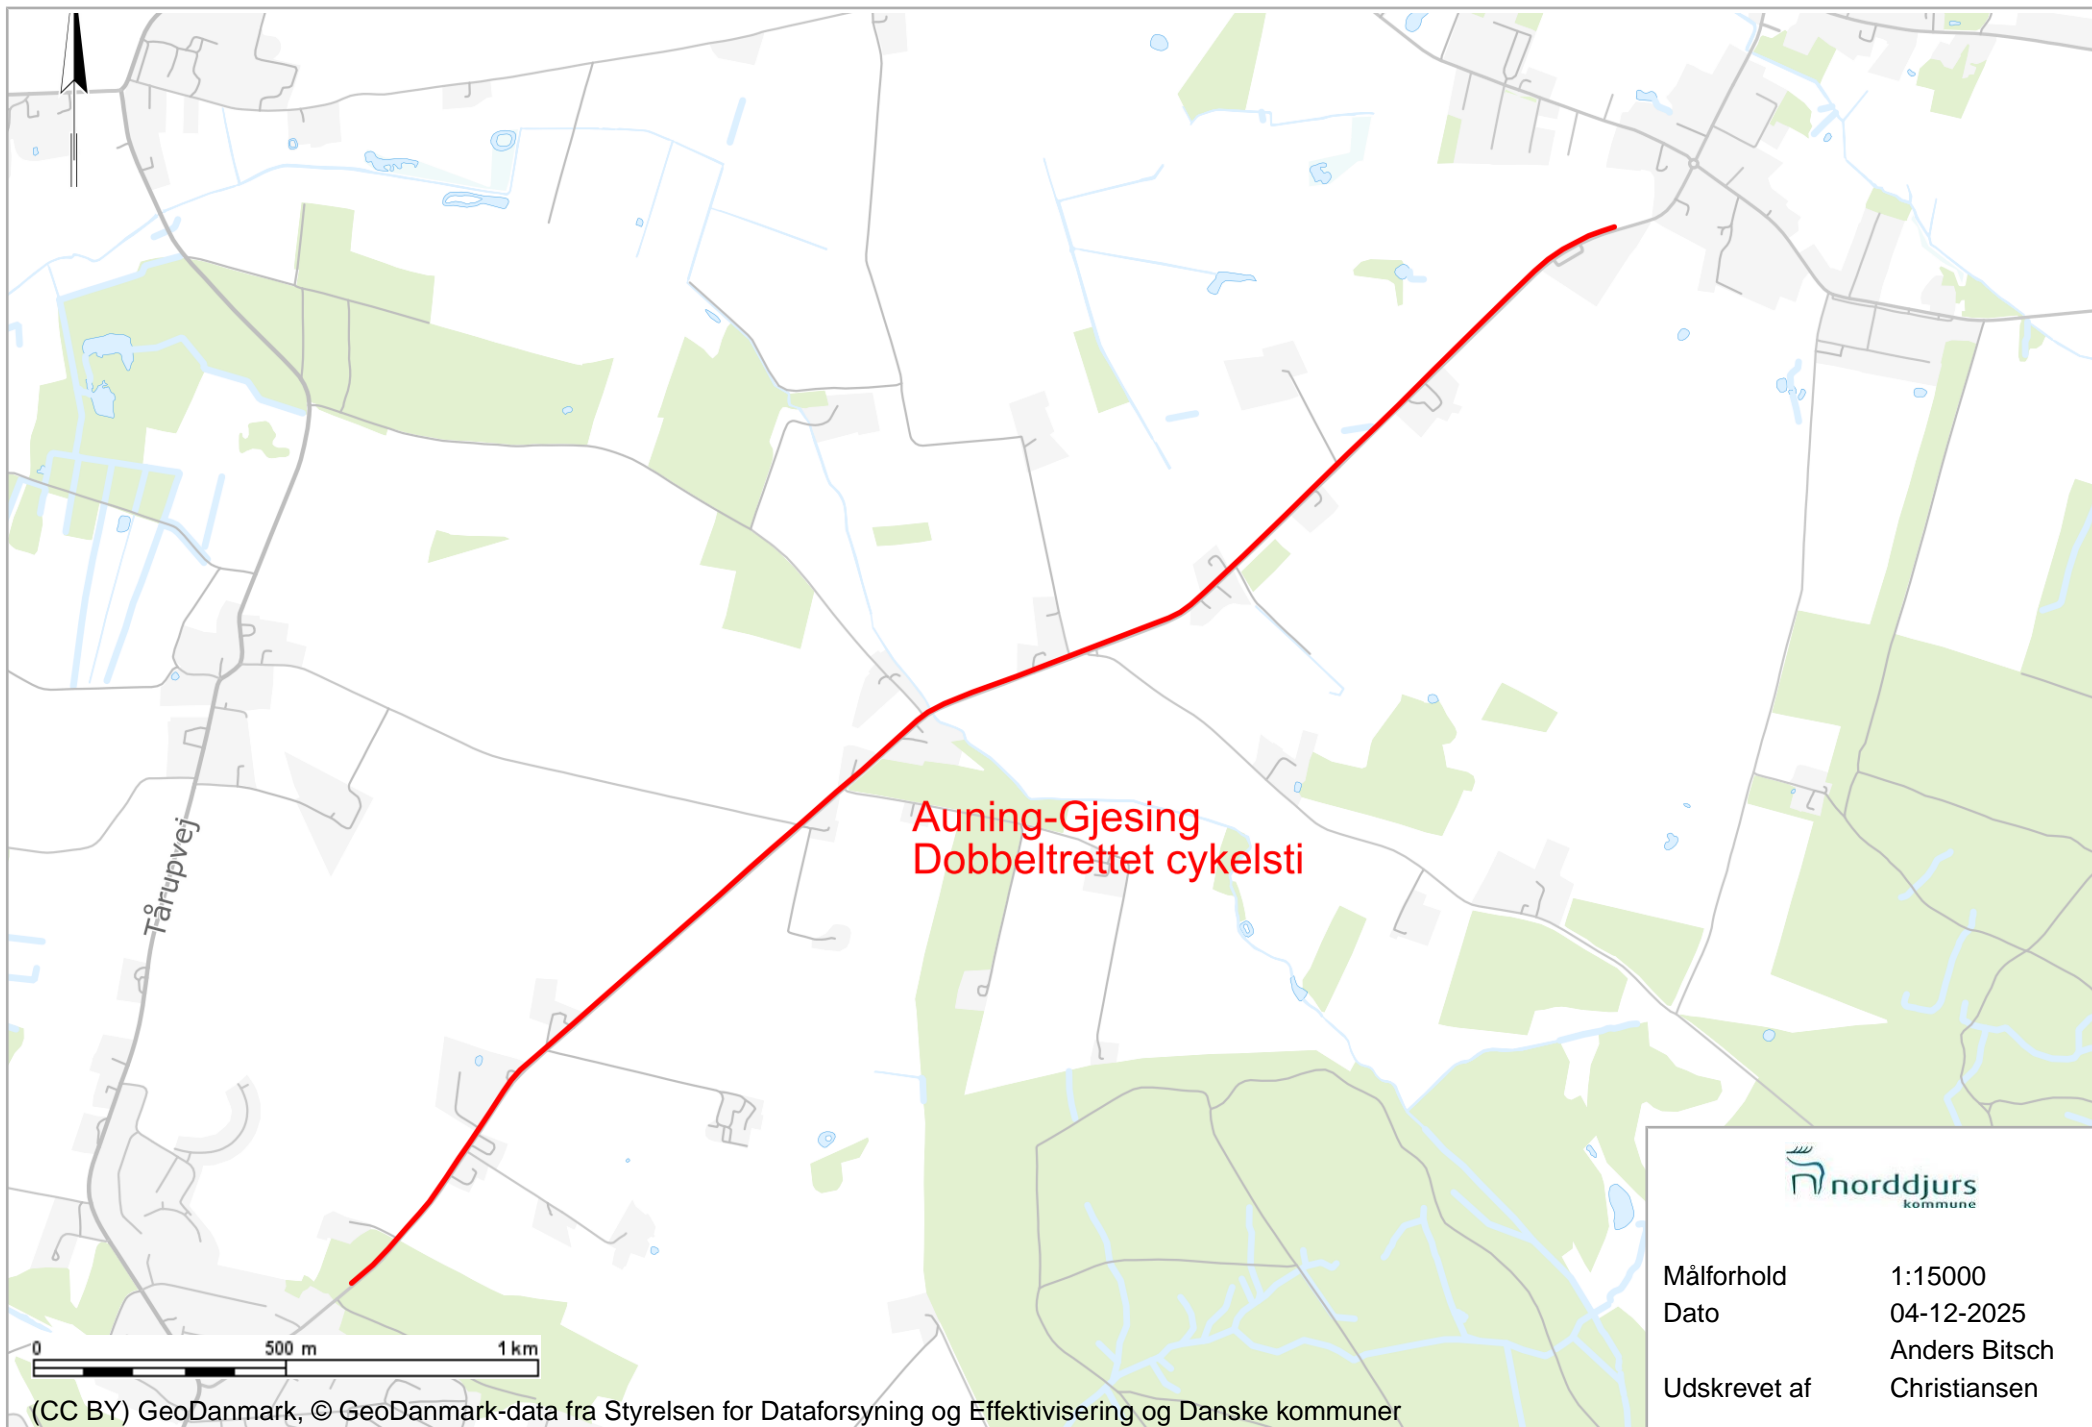 Auning-Gjesing
Dobbeltrettet cykelsti
Tårupvej
norddjurs
kommune
Målforhold 1:15000
Dato 04-12-2025
Anders Bitsch
Udskrevet af Christiansen
0 500 m 1 km
(CC BY) GeoDanmark, © GeoDanmark-data fra Styrelsen for Dataforsyning og Effektivisering og Danske kommuner